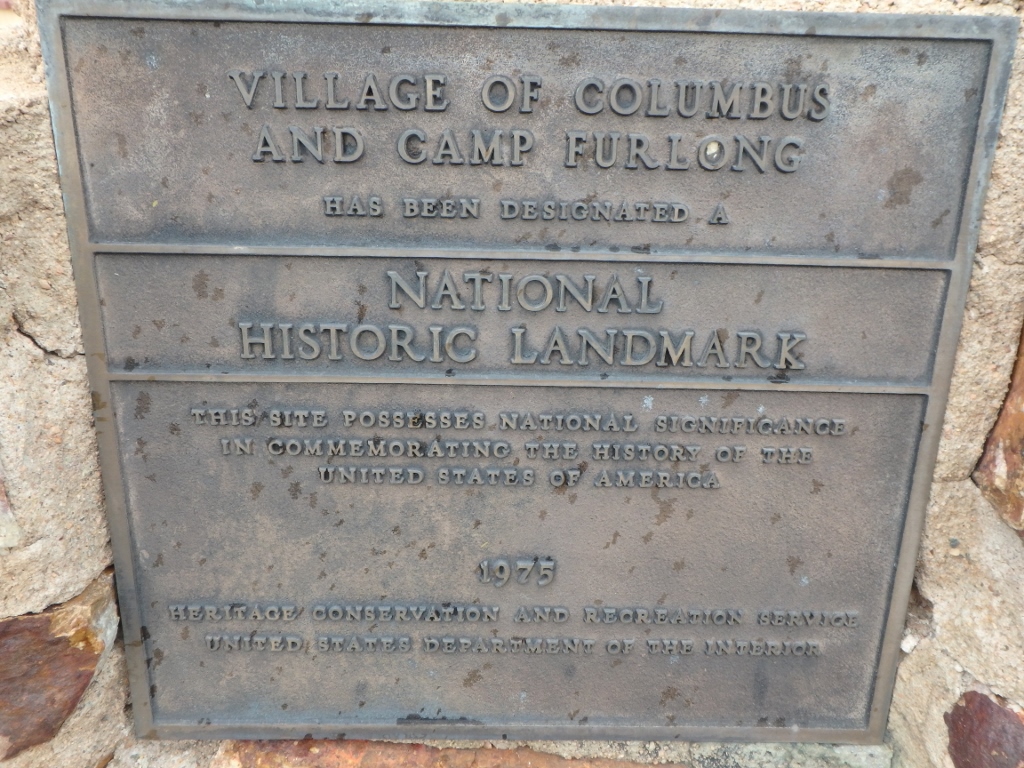 VILLAGE OF COLUMBUS
AND CAMP FURLONG
HAS BEEN DESIGNATED A
NATIONAL
HISTORIC LANDMARK
THIS SITE POSSESSES NATIONAL SIGNIFICANCE
IN COMMEMORATING THE HISTORY OF THE
UNITED STATES OF AMERICA
1975
HERITAGE CONSERVATION AND RECREATION SERVICE
UNITED STATES DEPARTMENT OF THE INTERIOR